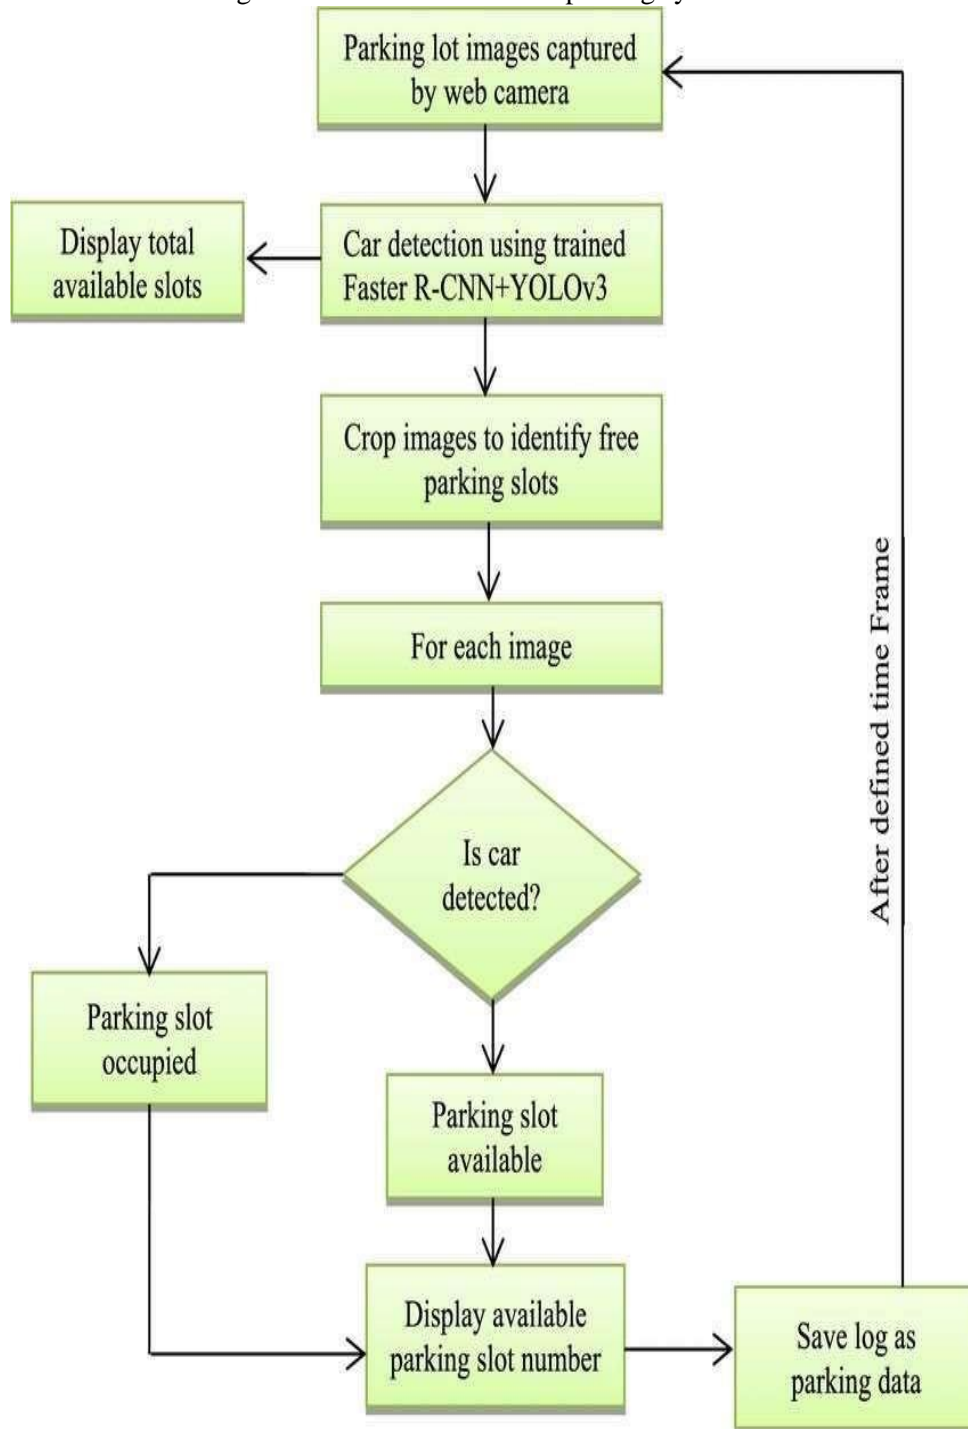 Parking lot images captured
by web camera
Display total
available slots
Car detection using trained
Faster R-CNN+YOLOv3
Crop images to identify free
parking slots
For each image
After defined time Frame
Is car
detected?
Parking slot
occupied
Parking slot
available
Display available
parking slot number
Save log as
parking data